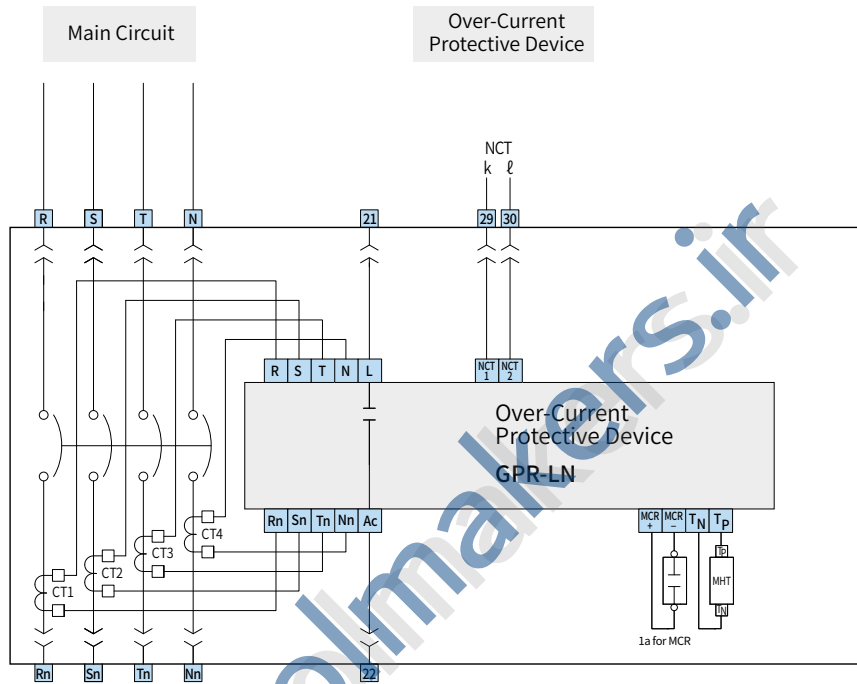 Main Circuit
Over-Current
Protective Device
NCT
k ℓ
R S T N 21 29 30
R S T N L
NCT 1 NCT 2
Over-Current
Protective Device
GPR-LN
Rn Sn Tn Nn Ac
MCR + MCR - TN TP
CT4
CT3
CT2
CT1
TP
MHT
TN
1a for MCR
Rn Sn Tn Nn 22
olmakers.ir